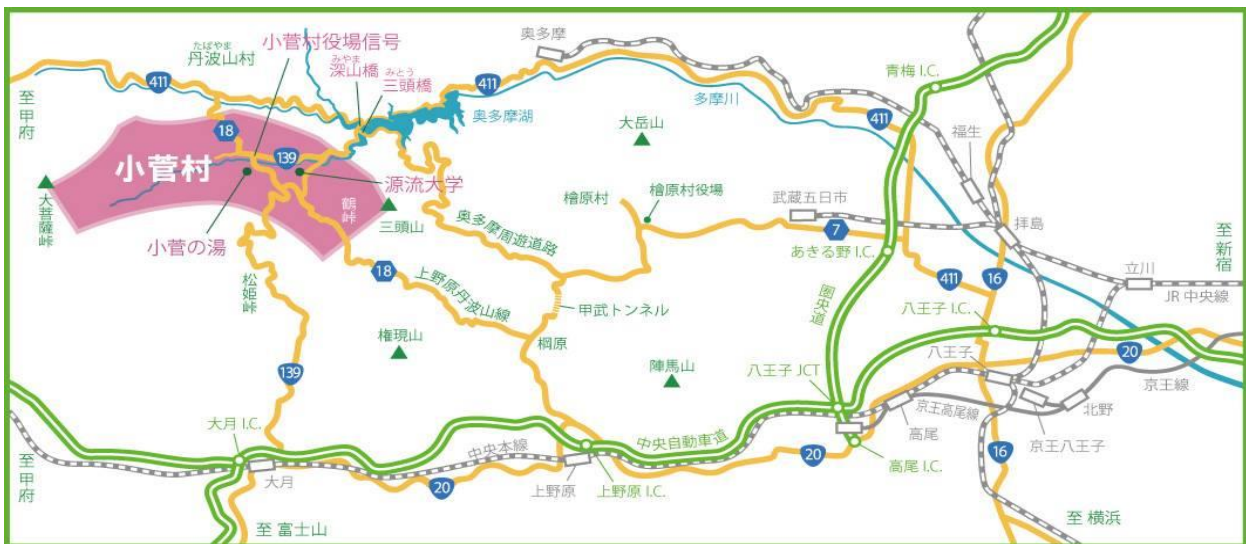 奥多摩
小菅村役場信号
たばやま
丹波山村
みやま
深山橋
みとう
三頭橋
青梅 I.C.
411
411
至甲府
奥多摩湖
多摩川
411
18
大岳山
福生
139
小菅村
源流大学
檜原村役場
檜原村
武蔵五日市
大菩薩峠
鶴峠
三頭山
拝島
至新宿
小菅の湯
奥多摩周遊道路
7
あきる野 I.C.
立川
18
411
16
JR 中央線
松姫峠
上野原丹波山線
甲武トンネル
圏央道
八王子 I.C.
権現山
棡原
八王子
20
陣馬山
八王子 JCT
139
京王線
京王高尾線
北野
大月 I.C.
高尾
中央自動車道
京王八王子
中央本線
至甲府
20
16
高尾 I.C.
大月
20
上野原
上野原 I.C.
至 富士山
至 横浜